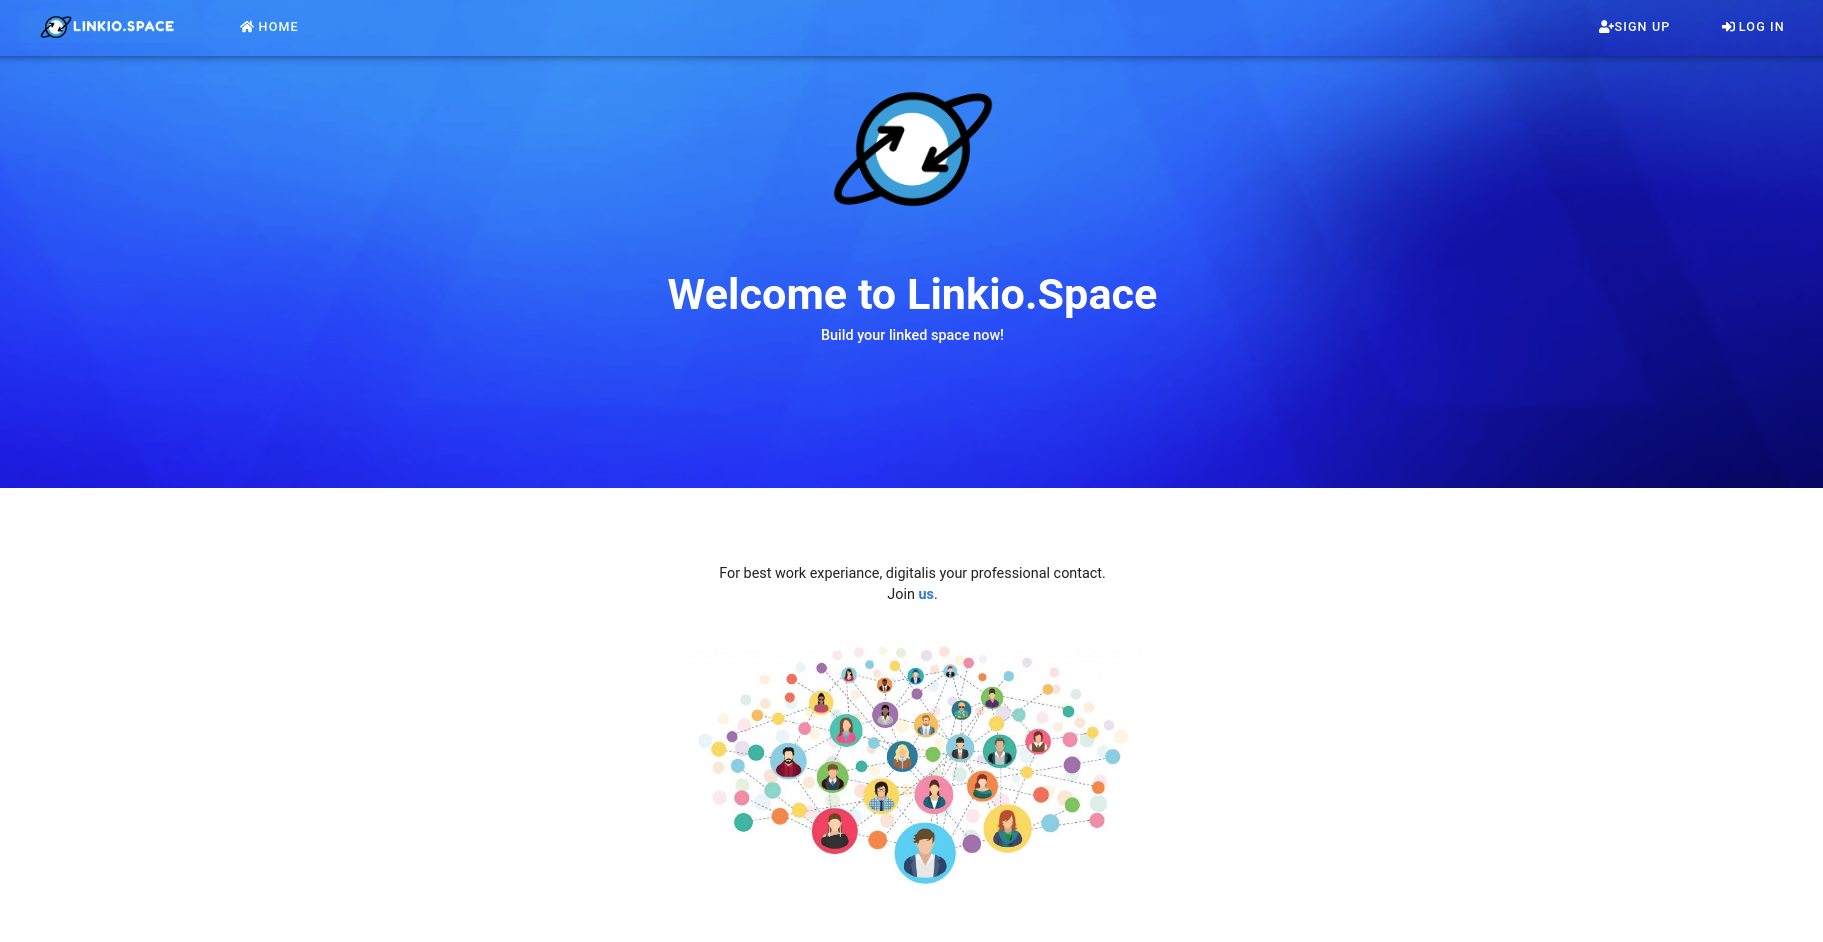 LINKIO.SPACE
HOME
SIGN UP
LOG IN
Welcome to Linkio.Space
Build your linked space now!
For best work experiance, digitalis your professional contact.
Join us.